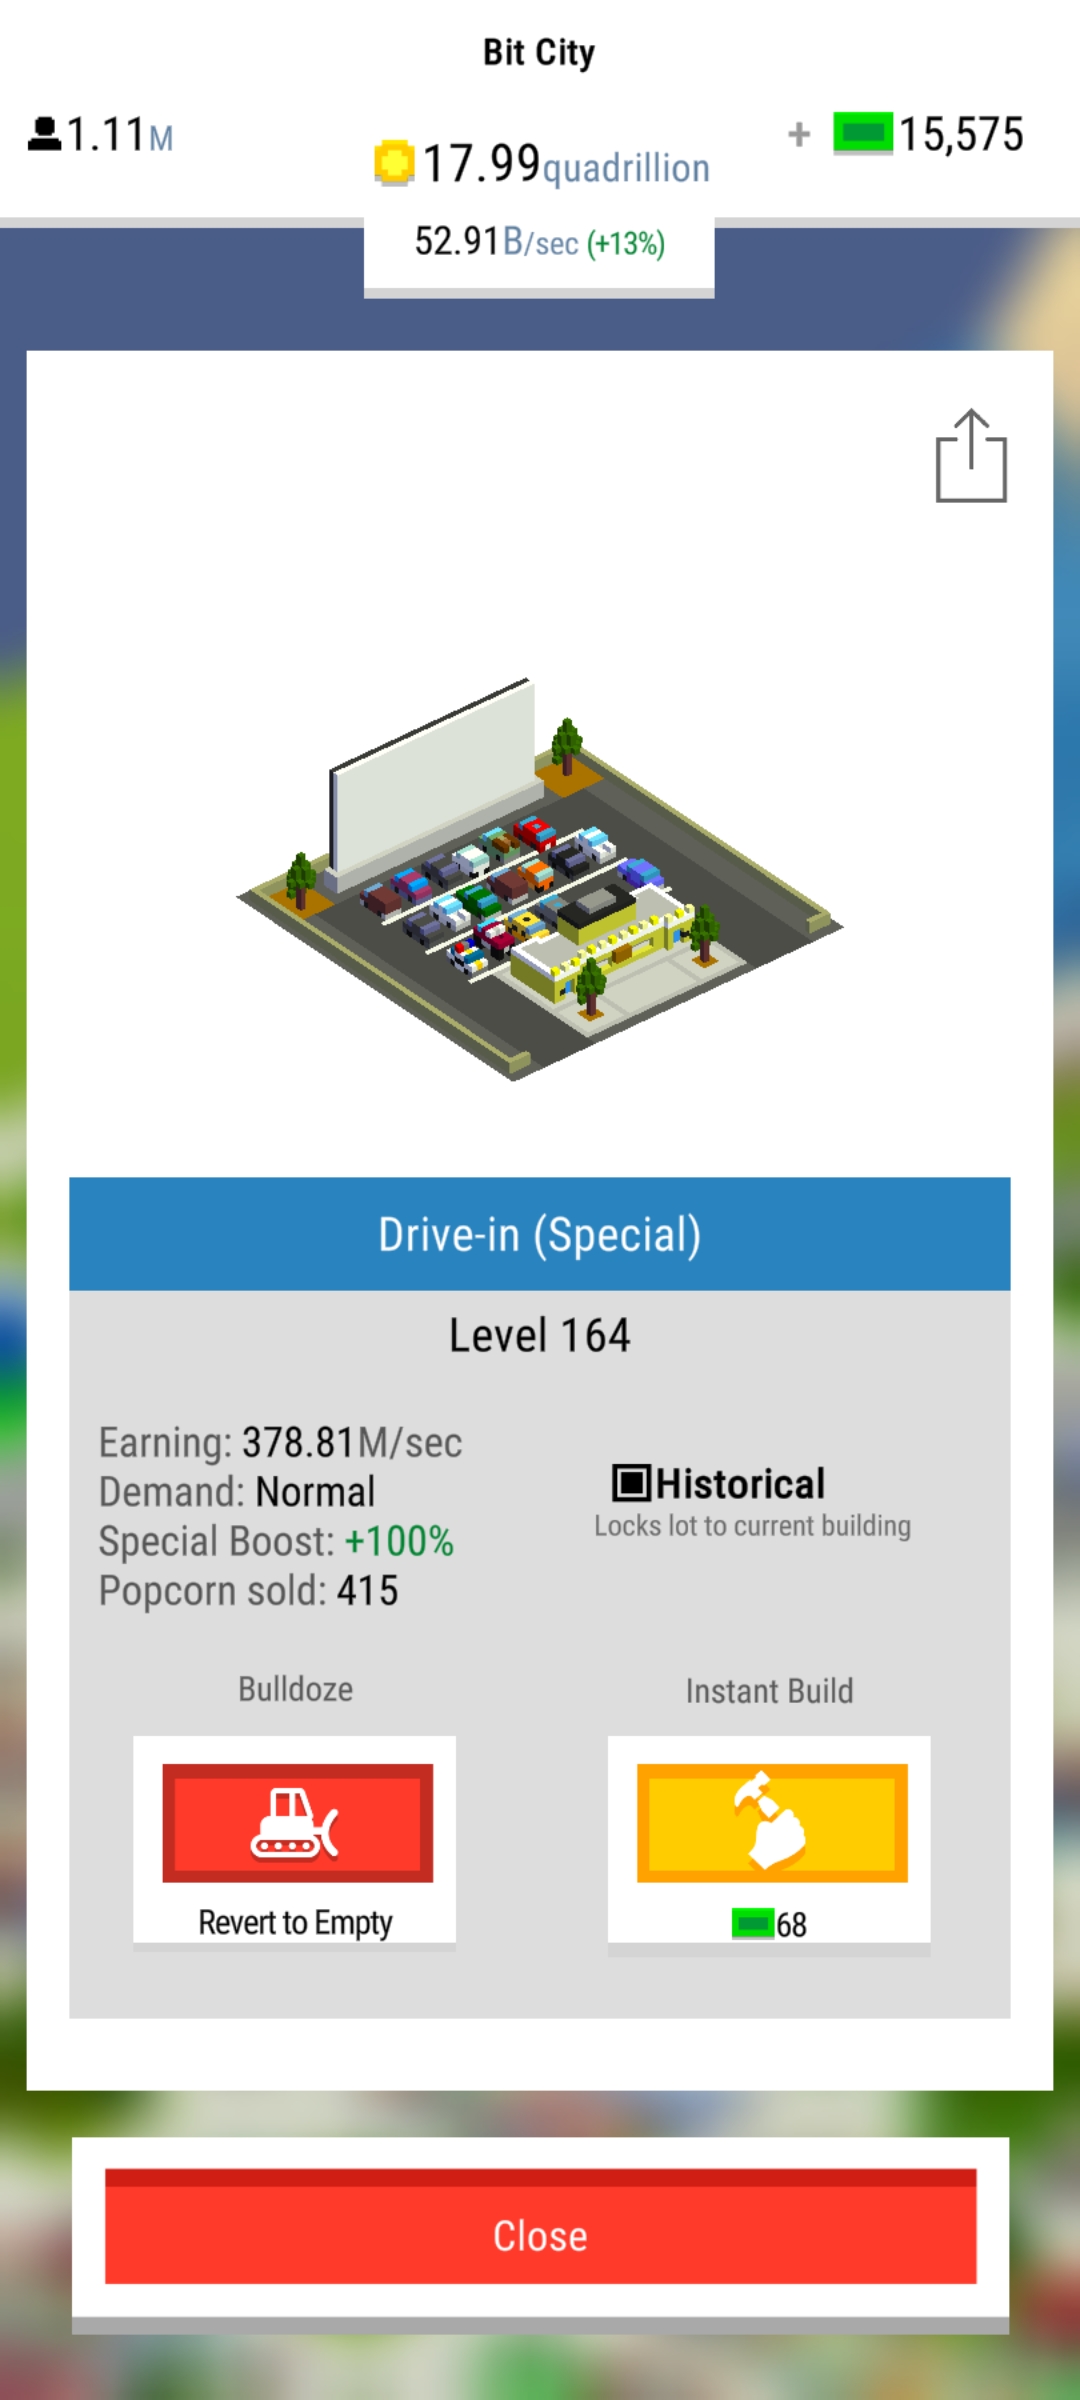 Bit City
1.11M
17.99quadrillion
+ 15,575
52.91B/sec (+13%)
Drive-in (Special)
Level 164
Earning: 378.81M/sec
Demand: Normal
Special Boost: +100%
Popcorn sold: 415
Historical
Locks lot to current building
Bulldoze
Instant Build
Revert to Empty
68
Close